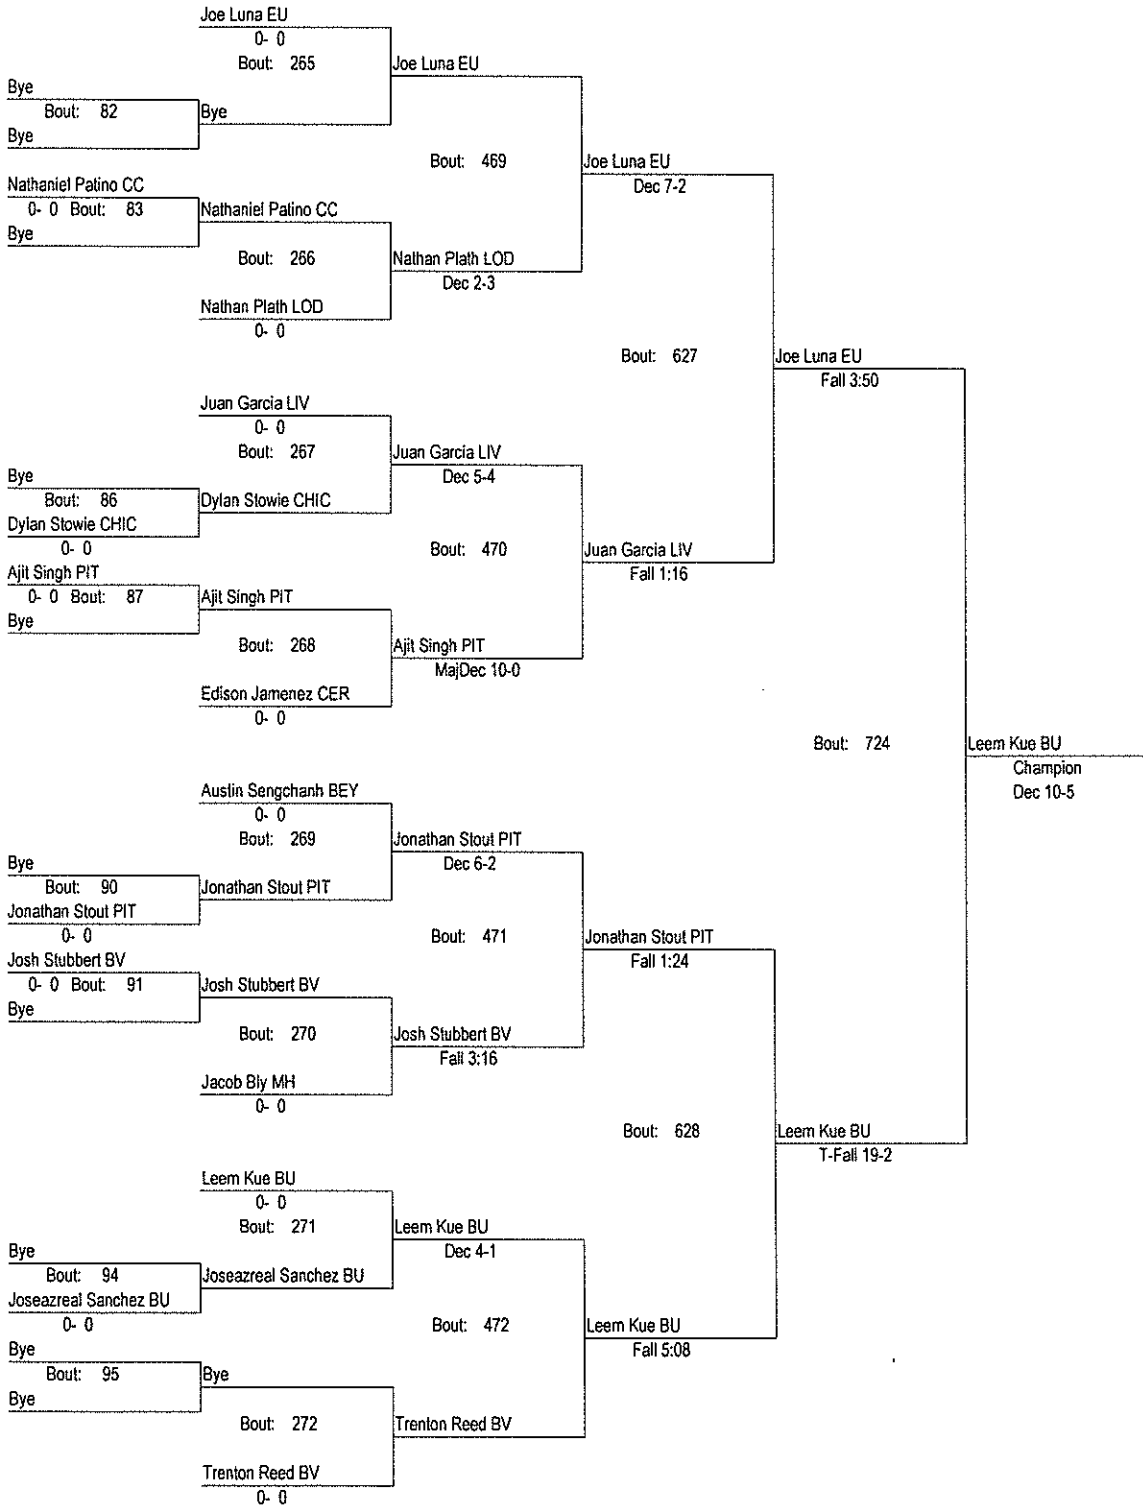 Joe Luna EU
0- 0
Bout: 265
Joe Luna EU
Bye
Bout: 82
Bye
Bye
Bout: 469
Joe Luna EU
Dec 7-2
Nathaniel Patino CC
0- 0 Bout: 83
Nathaniel Patino CC
Bye
Bout: 266
Nathan Plath LOD
Dec 2-3
Nathan Plath LOD
0- 0
Bout: 627
Joe Luna EU
Fall 3:50
Juan Garcia LIV
0- 0
Bout: 267
Juan Garcia LIV
Dec 5-4
Bye
Bout: 86
Dylan Stowie CHIC
Dylan Stowie CHIC
0- 0
Bout: 470
Juan Garcia LIV
Fall 1:16
Ajit Singh PIT
0- 0 Bout: 87
Ajit Singh PIT
Bye
Bout: 268
Ajit Singh PIT
MajDec 10-0
Edison Jamenez CER
0- 0
Bout: 724
Leem Kue BU
Champion
Dec 10-5
Austin Sengchanh BEY
0- 0
Bout: 269
Jonathan Stout PIT
Dec 6-2
Bye
Bout: 90
Jonathan Stout PIT
Jonathan Stout PIT
0- 0
Bout: 471
Jonathan Stout PIT
Fall 1:24
Josh Stubbert BV
0- 0 Bout: 91
Josh Stubbert BV
Bye
Bout: 270
Josh Stubbert BV
Fall 3:16
Jacob Bly MH
0- 0
Bout: 628
Leem Kue BU
T-Fall 19-2
Leem Kue BU
0- 0
Bout: 271
Leem Kue BU
Dec 4-1
Bye
Bout: 94
Joseazreal Sanchez BU
Joseazreal Sanchez BU
0- 0
Bout: 472
Leem Kue BU
Fall 5:08
Bye
Bout: 95
Bye
Bye
Bout: 272
Trenton Reed BV
Trenton Reed BV
0- 0